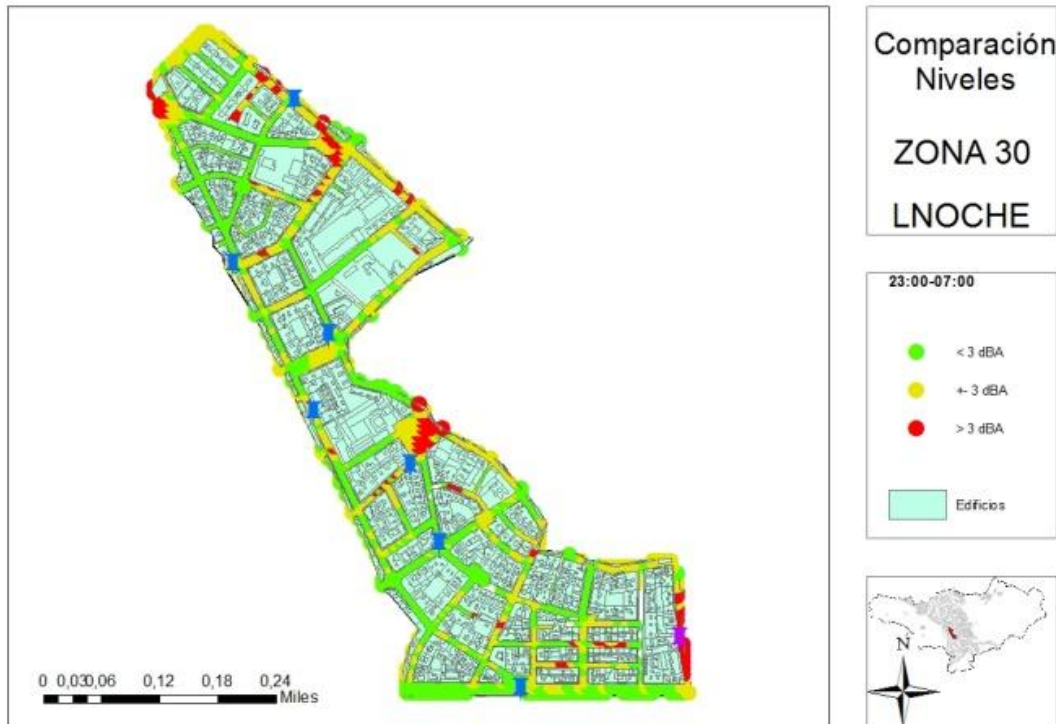 Comparación
Niveles
ZONA 30
LNOCHE
23:00-07:00
< 3 dBA
+- 3 dBA
> 3 dBA
Edificios
N
0 0,030,06 0,12 0,18 0,24
Miles